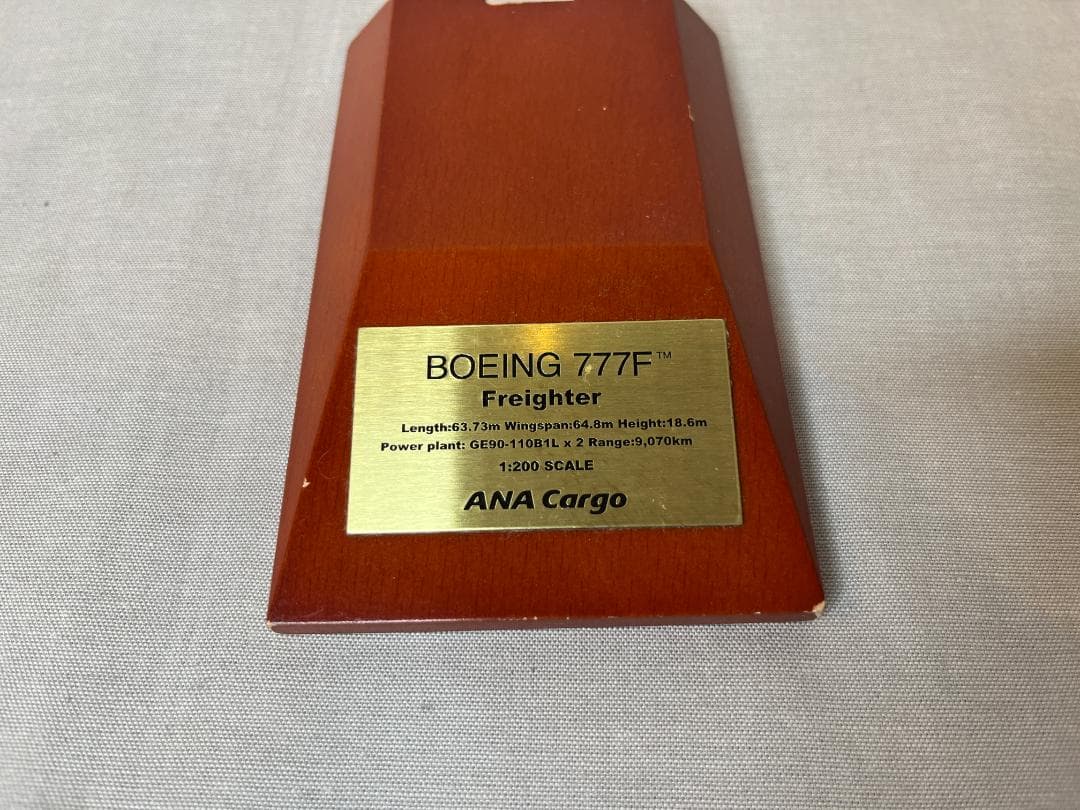 BOEING 777F™
Freighter
Length:63.73m Wingspan:64.8m Height:18.6m
Power plant: GE90-110B1L x 2 Range:9,070km
1:200 SCALE
ANA Cargo